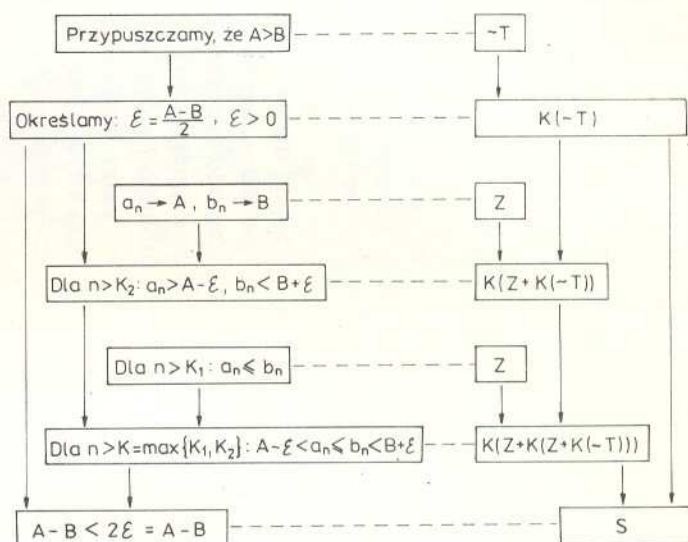 Przypuszczamy, że A>B
~T
Określamy: ℰ = (A-B)/2 , ℰ > 0
K(~T)
aₙ → A , bₙ → B
Z
Dla n>K₂: aₙ>A-ℰ, bₙ< B+ℰ
K(Z+K(~T))
Dla n>K₁: aₙ⩽ bₙ
Z
Dla n>K=max{K₁,K₂}: A-ℰ<aₙ⩽ bₙ<B+ℰ
K(Z+K(Z+K(~T)))
A-B < 2ℰ = A-B
S